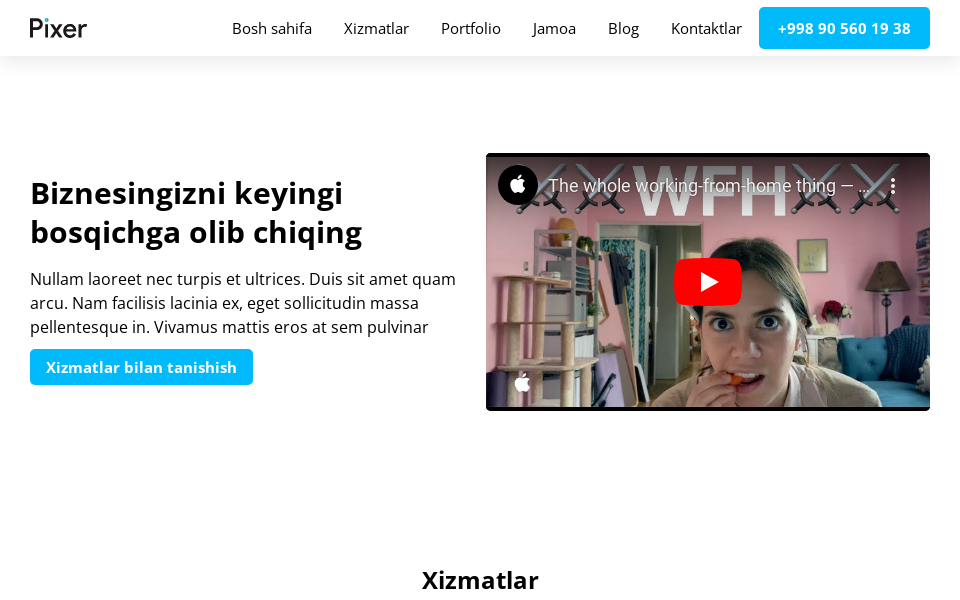 Pixer
Bosh sahifa
Xizmatlar
Portfolio
Jamoa
Blog
Kontaktlar
+998 90 560 19 38
Biznesingizni keyingi
bosqichga olib chiqing
Nullam laoreet nec turpis et ultrices. Duis sit amet quam
arcu. Nam facilisis lacinia ex, eget sollicitudin massa
pellentesque in. Vivamus mattis eros at sem pulvinar
Xizmatlar bilan tanishish
The whole working-from-home thing — ...
WFH
Xizmatlar